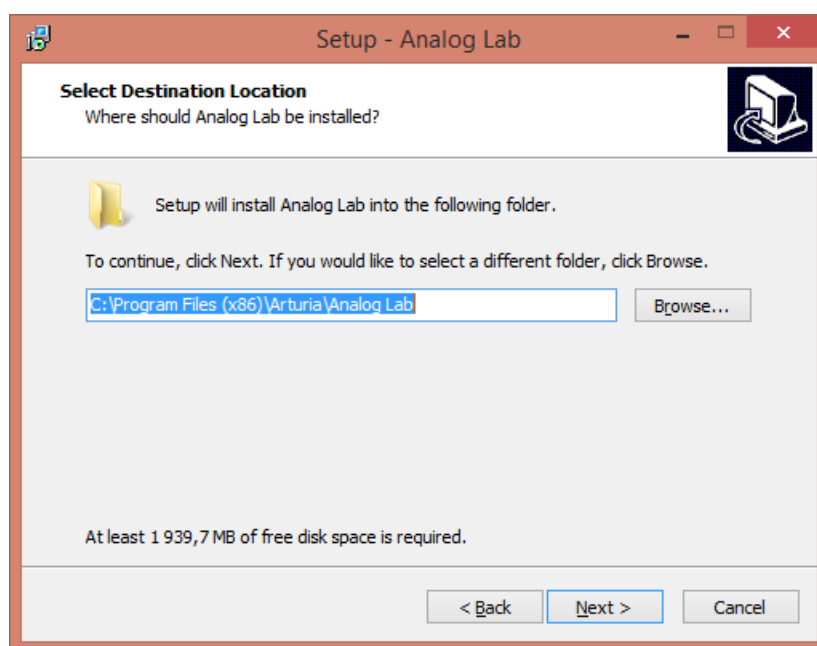 Setup - Analog Lab
Select Destination Location
Where should Analog Lab be installed?
Setup will install Analog Lab into the following folder.
To continue, click Next. If you would like to select a different folder, click Browse.
C:\Program Files (x86)\Arturia\Analog Lab
Browse...
At least 1 939,7 MB of free disk space is required.
< Back
Next >
Cancel